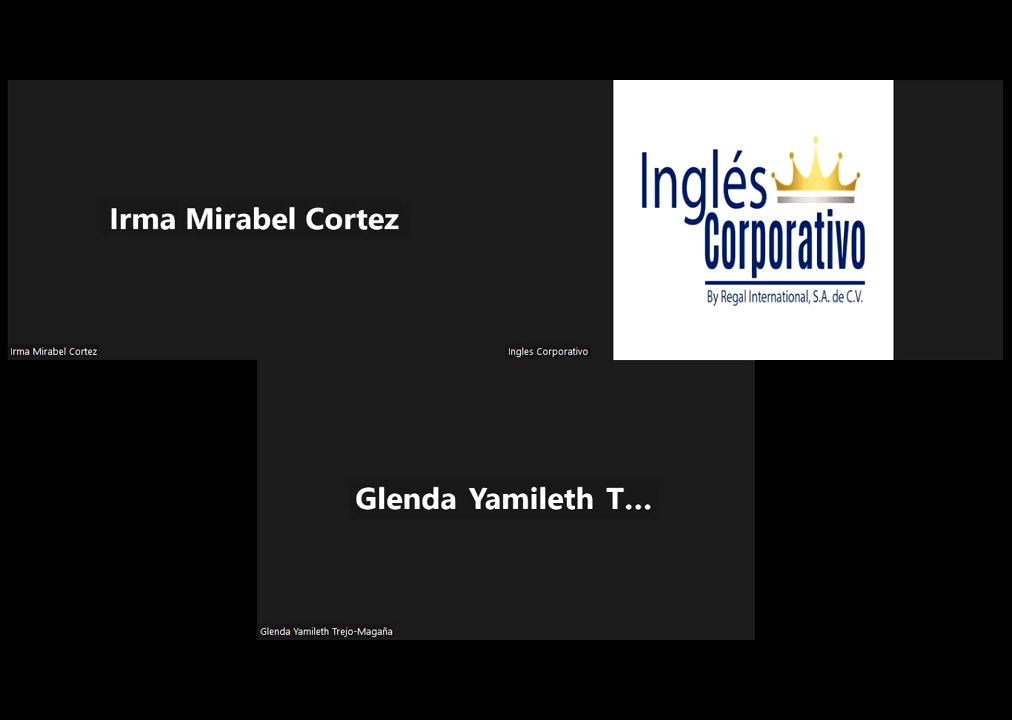 Irma Mirabel Cortez
Inglés
Corporativo
By Regal International, S.A. de C.V.
Irma Mirabel Cortez
Ingles Corporativo
Glenda Yamileth T...
Glenda Yamileth Trejo-Magaña